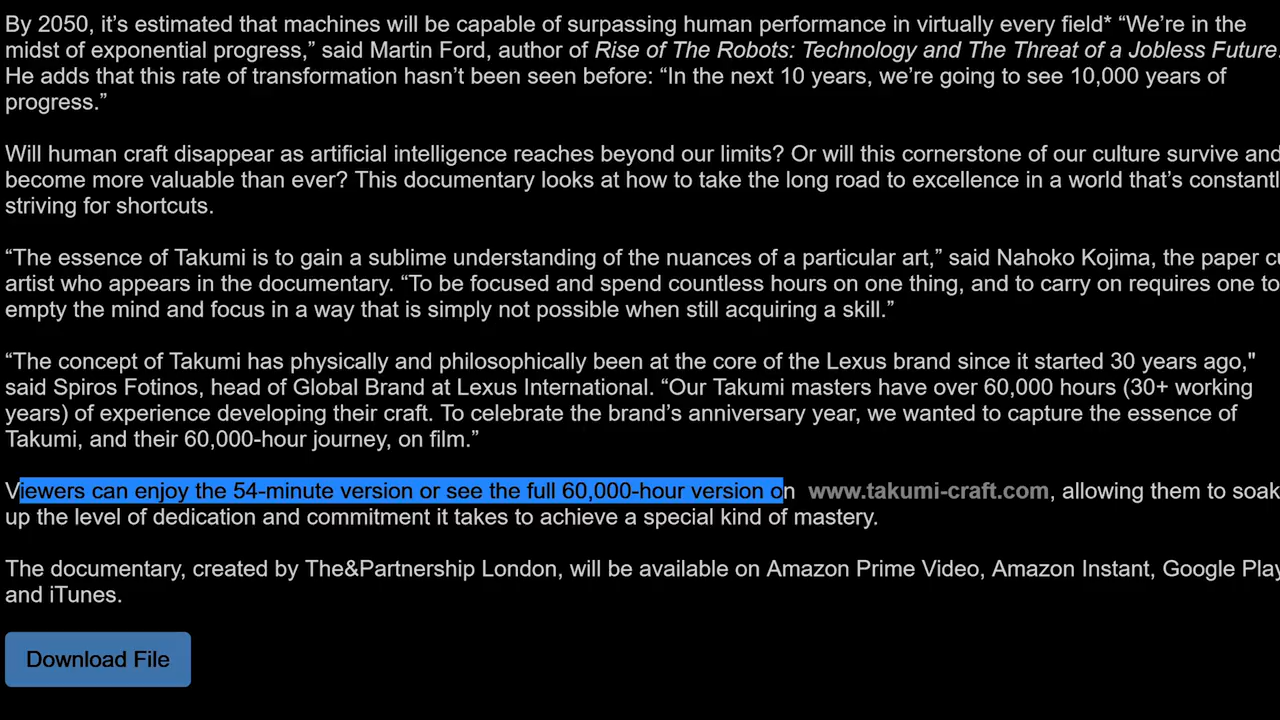 By 2050, it’s estimated that machines will be capable of surpassing human performance in virtually every field* “We’re in the
midst of exponential progress,” said Martin Ford, author of Rise of The Robots: Technology and The Threat of a Jobless Future.
He adds that this rate of transformation hasn’t been seen before: “In the next 10 years, we’re going to see 10,000 years of
progress.”
Will human craft disappear as artificial intelligence reaches beyond our limits? Or will this cornerstone of our culture survive and
become more valuable than ever? This documentary looks at how to take the long road to excellence in a world that’s constantl
striving for shortcuts.
“The essence of Takumi is to gain a sublime understanding of the nuances of a particular art,” said Nahoko Kojima, the paper cu
artist who appears in the documentary. “To be focused and spend countless hours on one thing, and to carry on requires one to
empty the mind and focus in a way that is simply not possible when still acquiring a skill.”
“The concept of Takumi has physically and philosophically been at the core of the Lexus brand since it started 30 years ago,"
said Spiros Fotinos, head of Global Brand at Lexus International. “Our Takumi masters have over 60,000 hours (30+ working
years) of experience developing their craft. To celebrate the brand’s anniversary year, we wanted to capture the essence of
Takumi, and their 60,000-hour journey, on film.”
Viewers can enjoy the 54-minute version or see the full 60,000-hour version on www.takumi-craft.com, allowing them to soak
up the level of dedication and commitment it takes to achieve a special kind of mastery.
The documentary, created by The&Partnership London, will be available on Amazon Prime Video, Amazon Instant, Google Play
and iTunes.
Download File